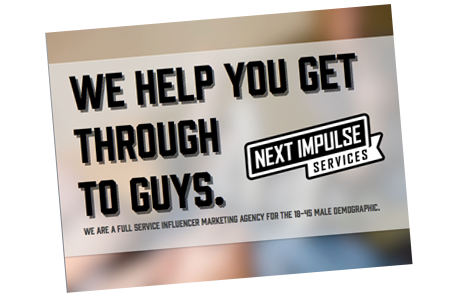 WE HELP YOU GET
THROUGH
TO GUYS.
NEXT IMPULSE
SERVICES
WE ARE A FULL SERVICE INFLUENCER MARKETING AGENCY FOR THE 18-45 MALE DEMOGRAPHIC.